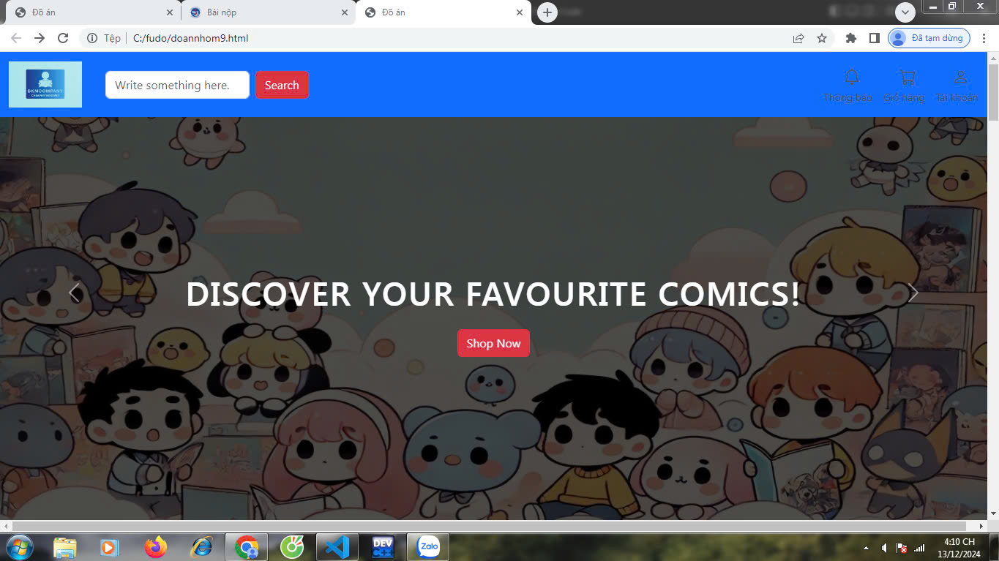 Đồ án
Bài nộp
Đồ án
Tệp
C:/fudo/doannhom9.html
Đã tạm dừng
BKMCOMPANY
Write something here.
Search
Thông báo
Giỏ hàng
Tài khoản
DISCOVER YOUR FAVOURITE COMICS!
Shop Now
DEV
Zalo
4:10 CH
13/12/2024